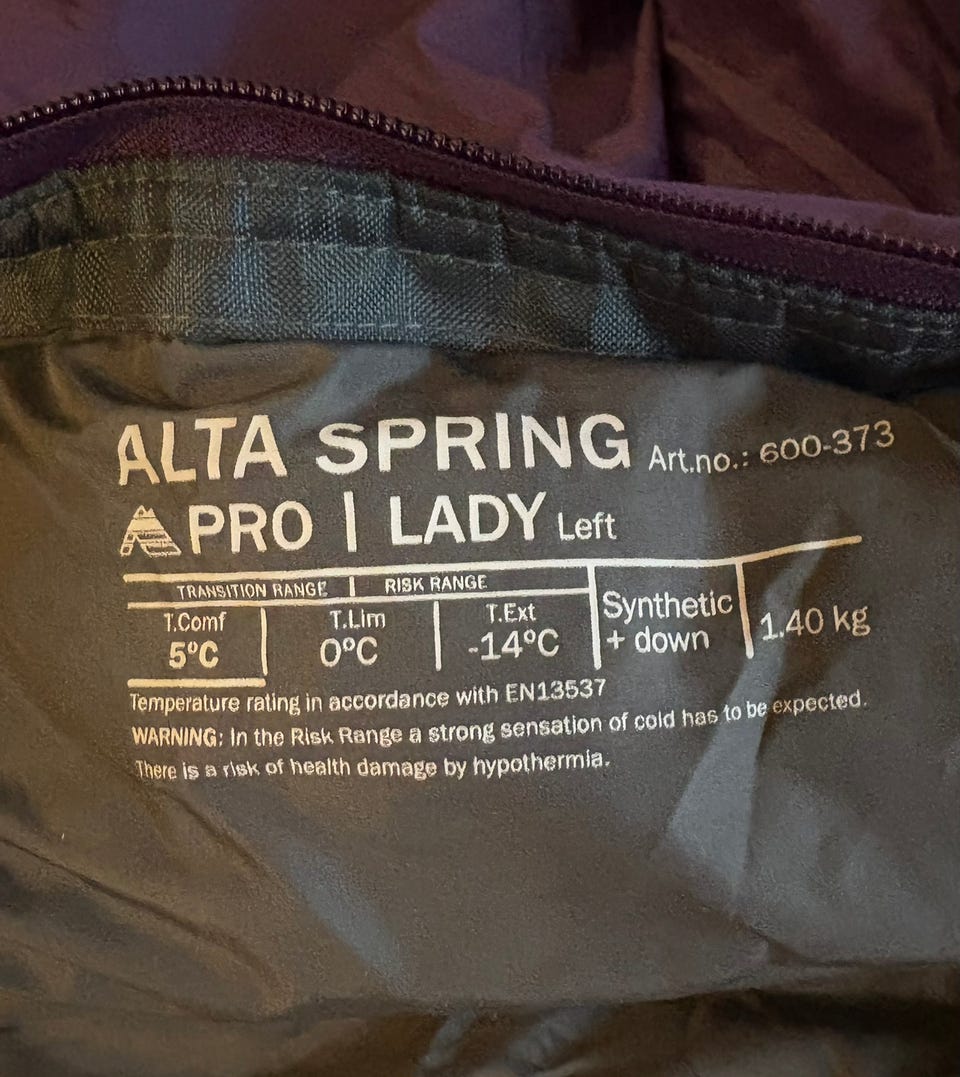 ALTA SPRING Art.no.: 600-373
PRO | LADY Left
TRANSITION RANGE | RISK RANGE
T.Comf T.Lim T.Ext Synthetic
5°C 0°C -14°C + down 1.40 kg
Temperature rating in accordance with EN13537
WARNING: In the Risk Range a strong sensation of cold has to be expected.
There is a risk of health damage by hypothermia.